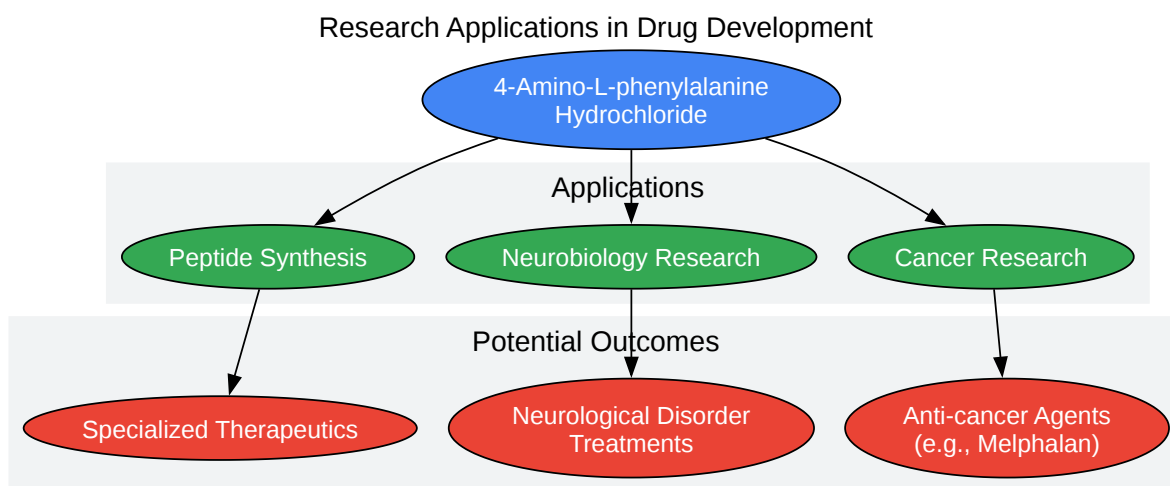 Research Applications in Drug Development
4-Amino-L-phenylalanine
Hydrochloride
Applications
Peptide Synthesis
Neurobiology Research
Cancer Research
Potential Outcomes
Specialized Therapeutics
Neurological Disorder
Treatments
Anti-cancer Agents
(e.g., Melphalan)